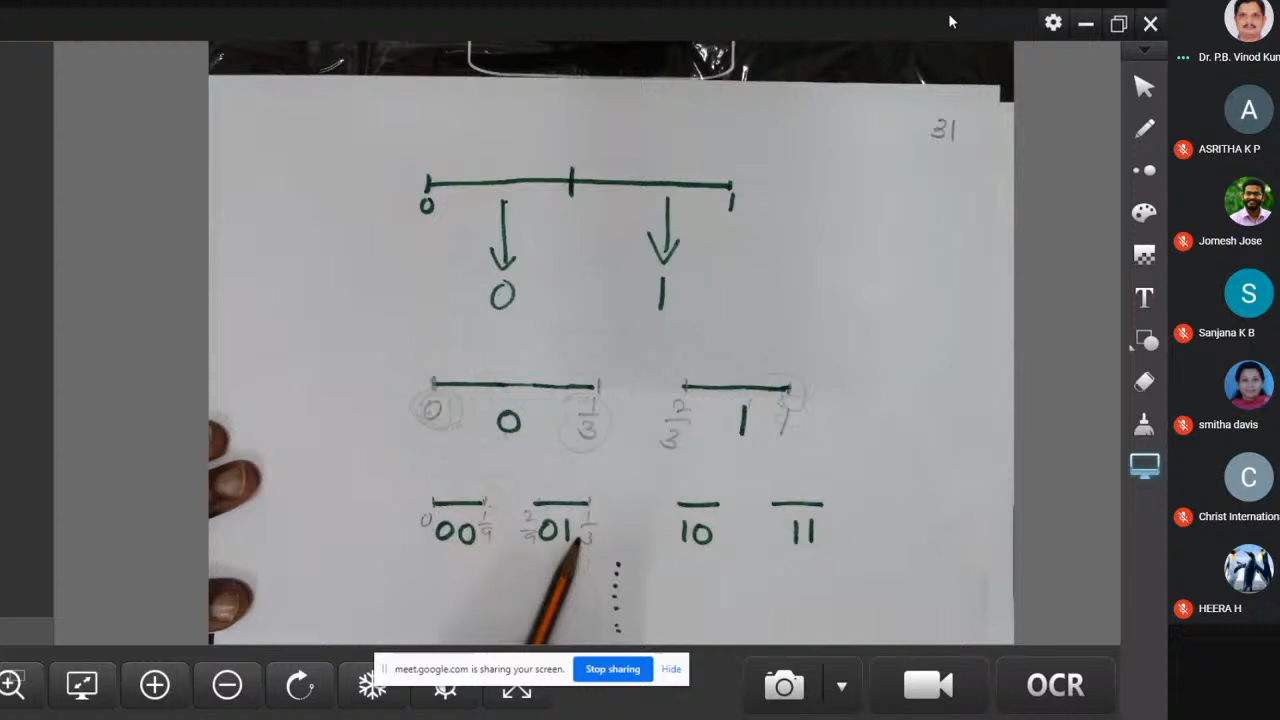 Dr. P.B. Vinod Kun
31
A
ASRITHA K P
0 1
0 1
Jomesh Jose
T
S
Sanjana K B
0 0 1/3 2/3 1 1
smitha davis
C
0 00 1/9 2/9 01 1/3 10 11
Christ Internation
HEERA H
meet.google.com is sharing your screen. Stop sharing Hide
OCR